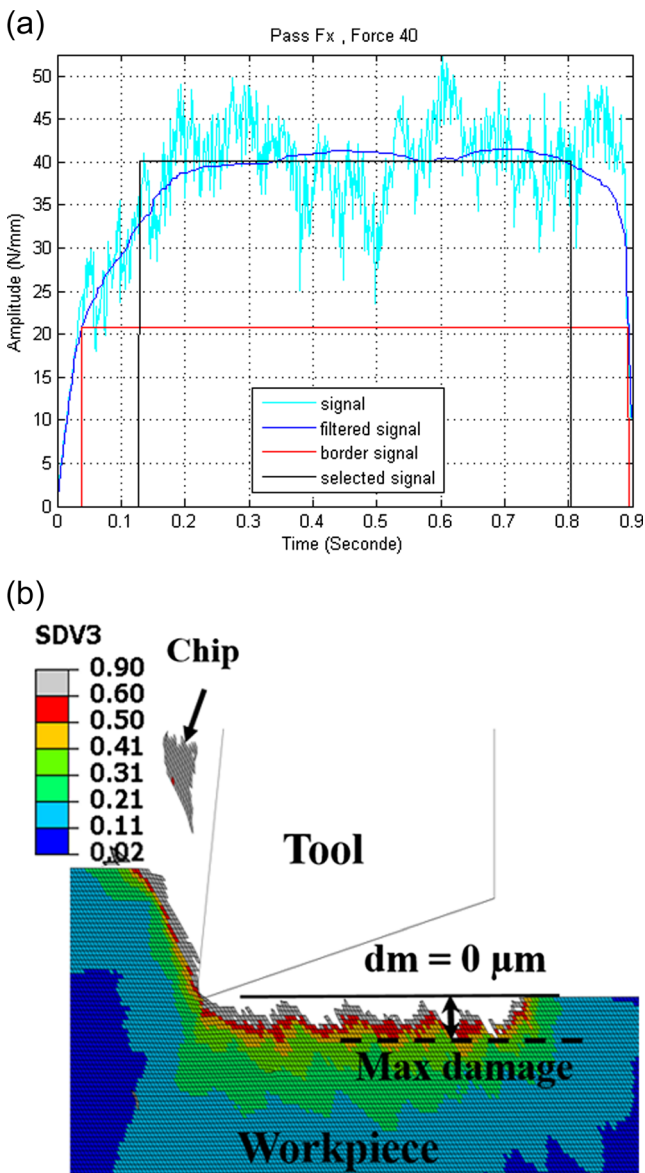 (a)
Pass Fx , Force 40
50
45
40
35
30
25
20
15
10
5
0
Amplitude (N/mm)
signal
filtered signal
border signal
selected signal
0 0.1 0.2 0.3 0.4 0.5 0.6 0.7 0.8 0.9
Time (Seconde)
(b)
SDV3
0.90
0.60
0.50
0.41
0.31
0.21
0.11
0.02
Chip
Tool
dm = 0 µm
Max damage
Workpiece